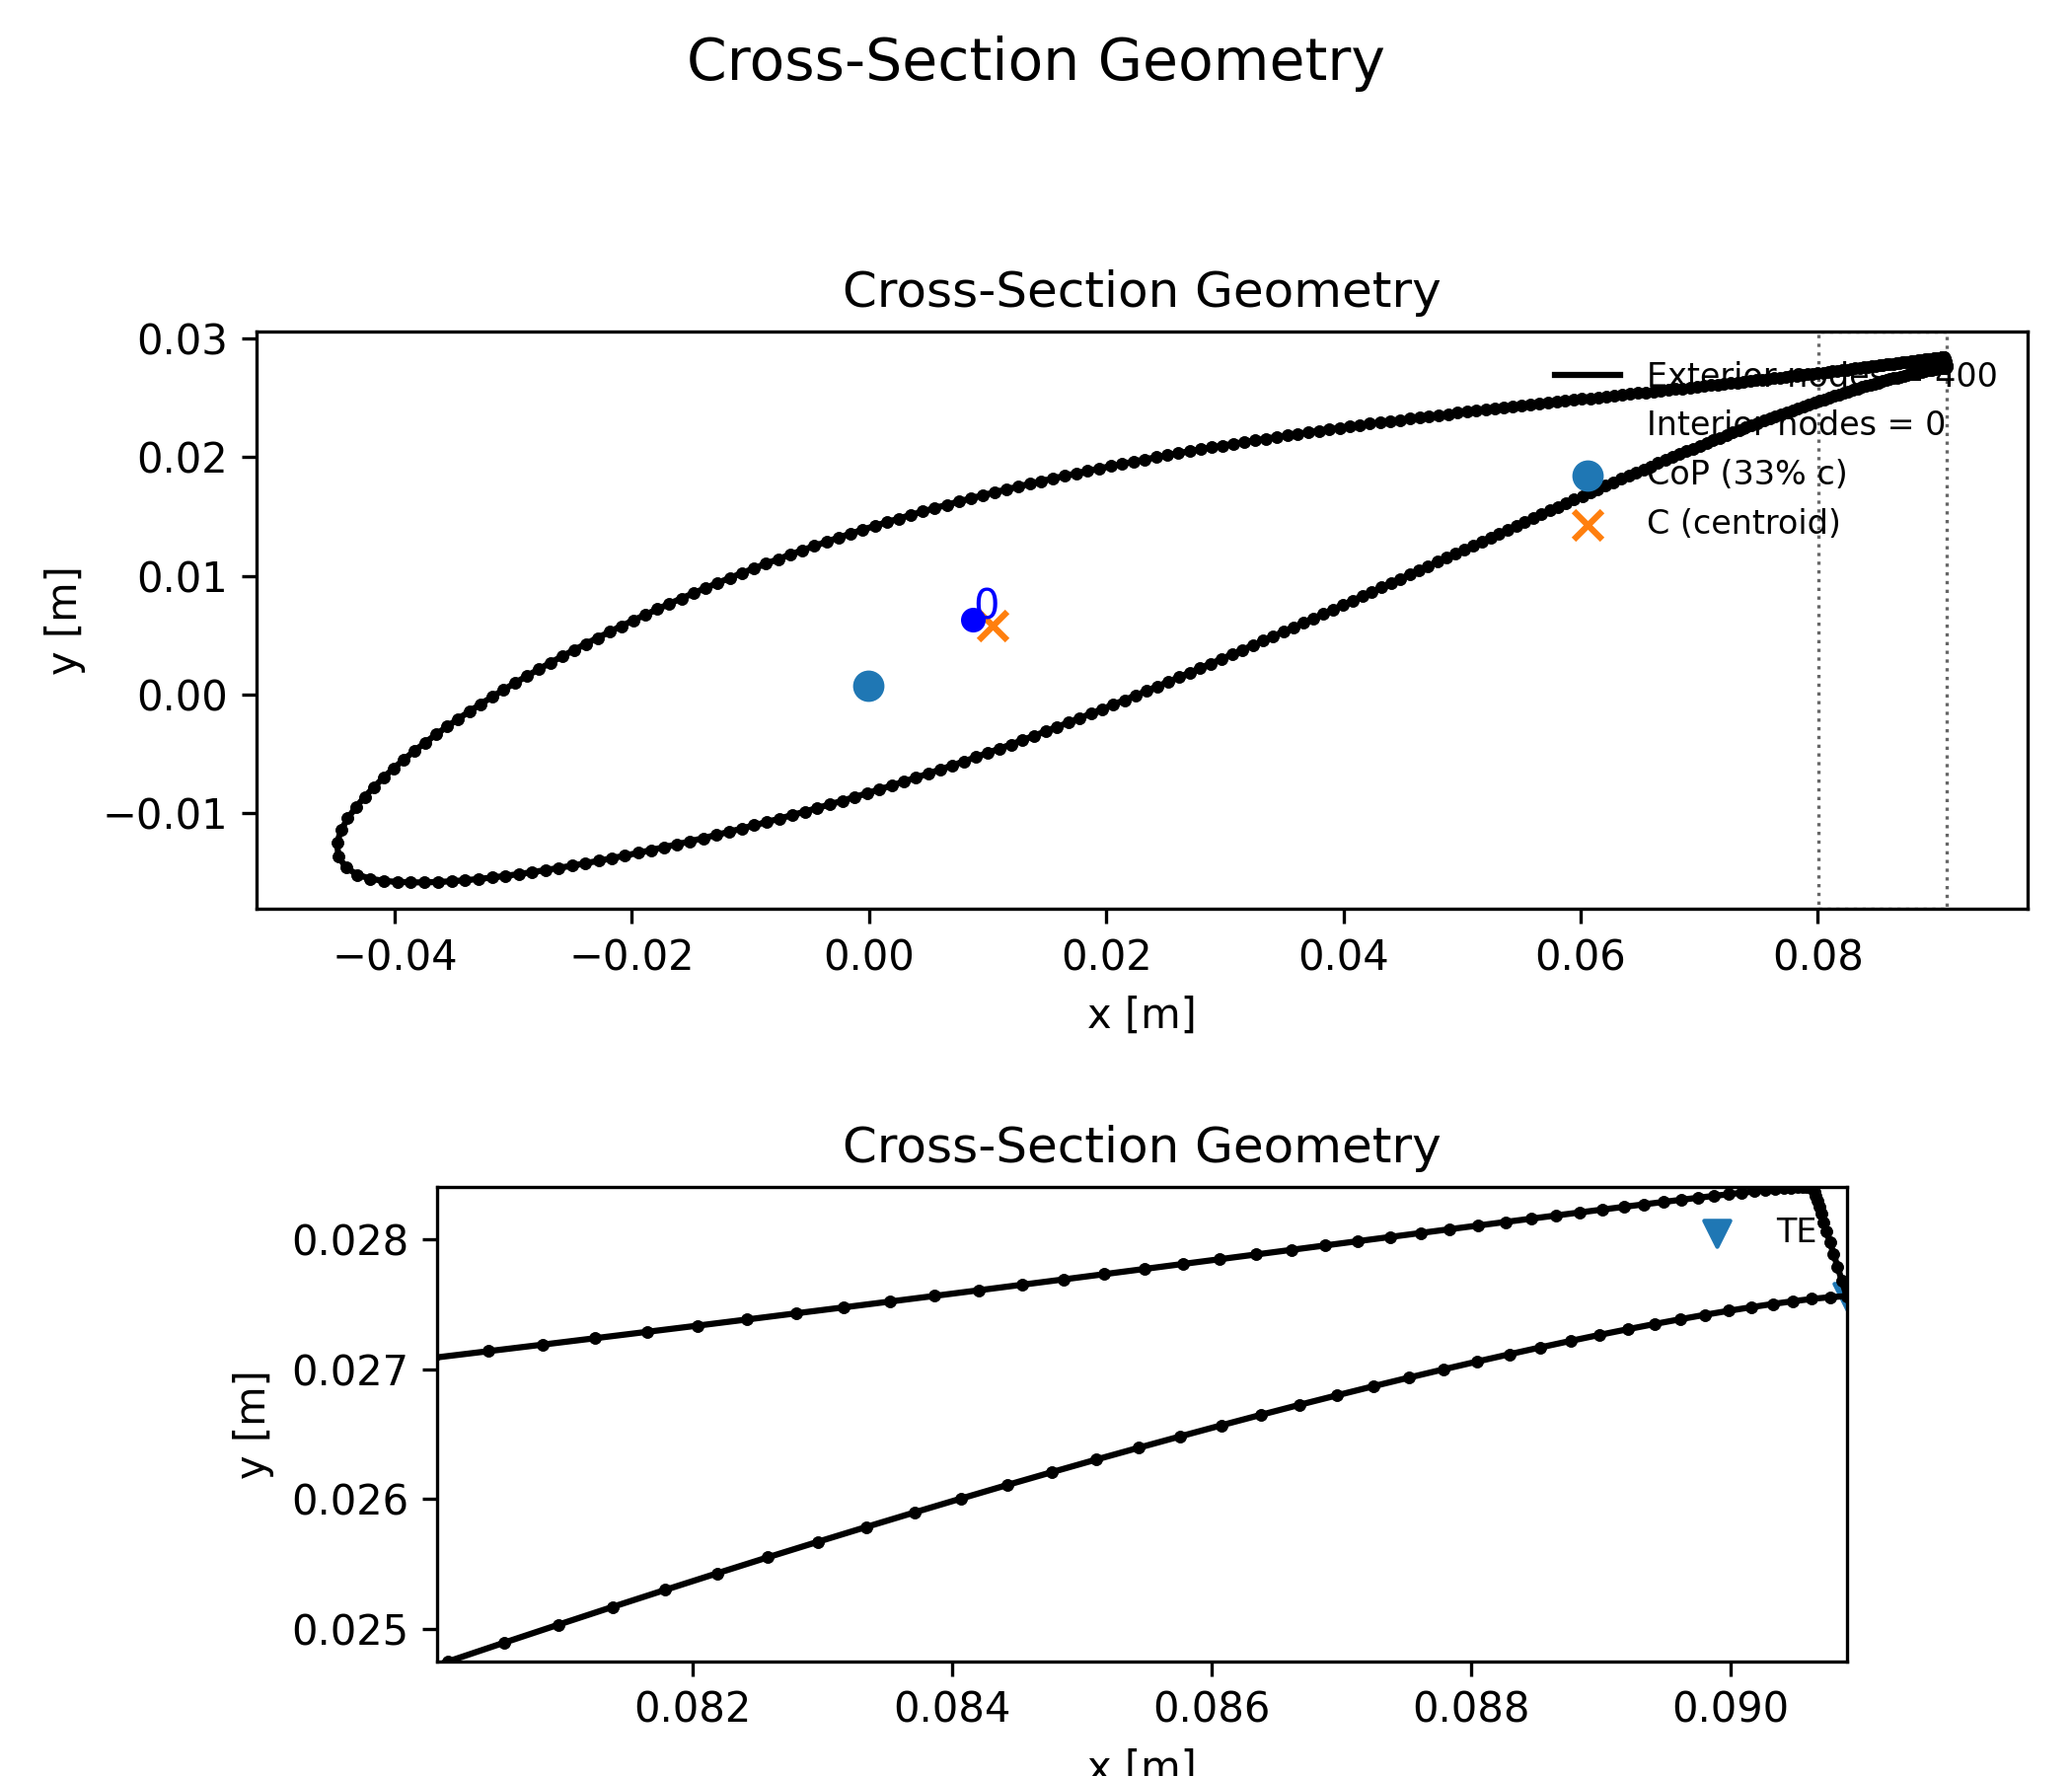 Cross-Section Geometry
Cross-Section Geometry
0.03
0.02
0.01
0.00
−0.01
y [m]
Exterior nodes = 400
Interior nodes = 0
CoP (33% c)
C (centroid)
0
−0.04 −0.02 0.00 0.02 0.04 0.06 0.08
x [m]
Cross-Section Geometry
0.028
0.027
0.026
0.025
y [m]
TE
0.082 0.084 0.086 0.088 0.090
x [m]